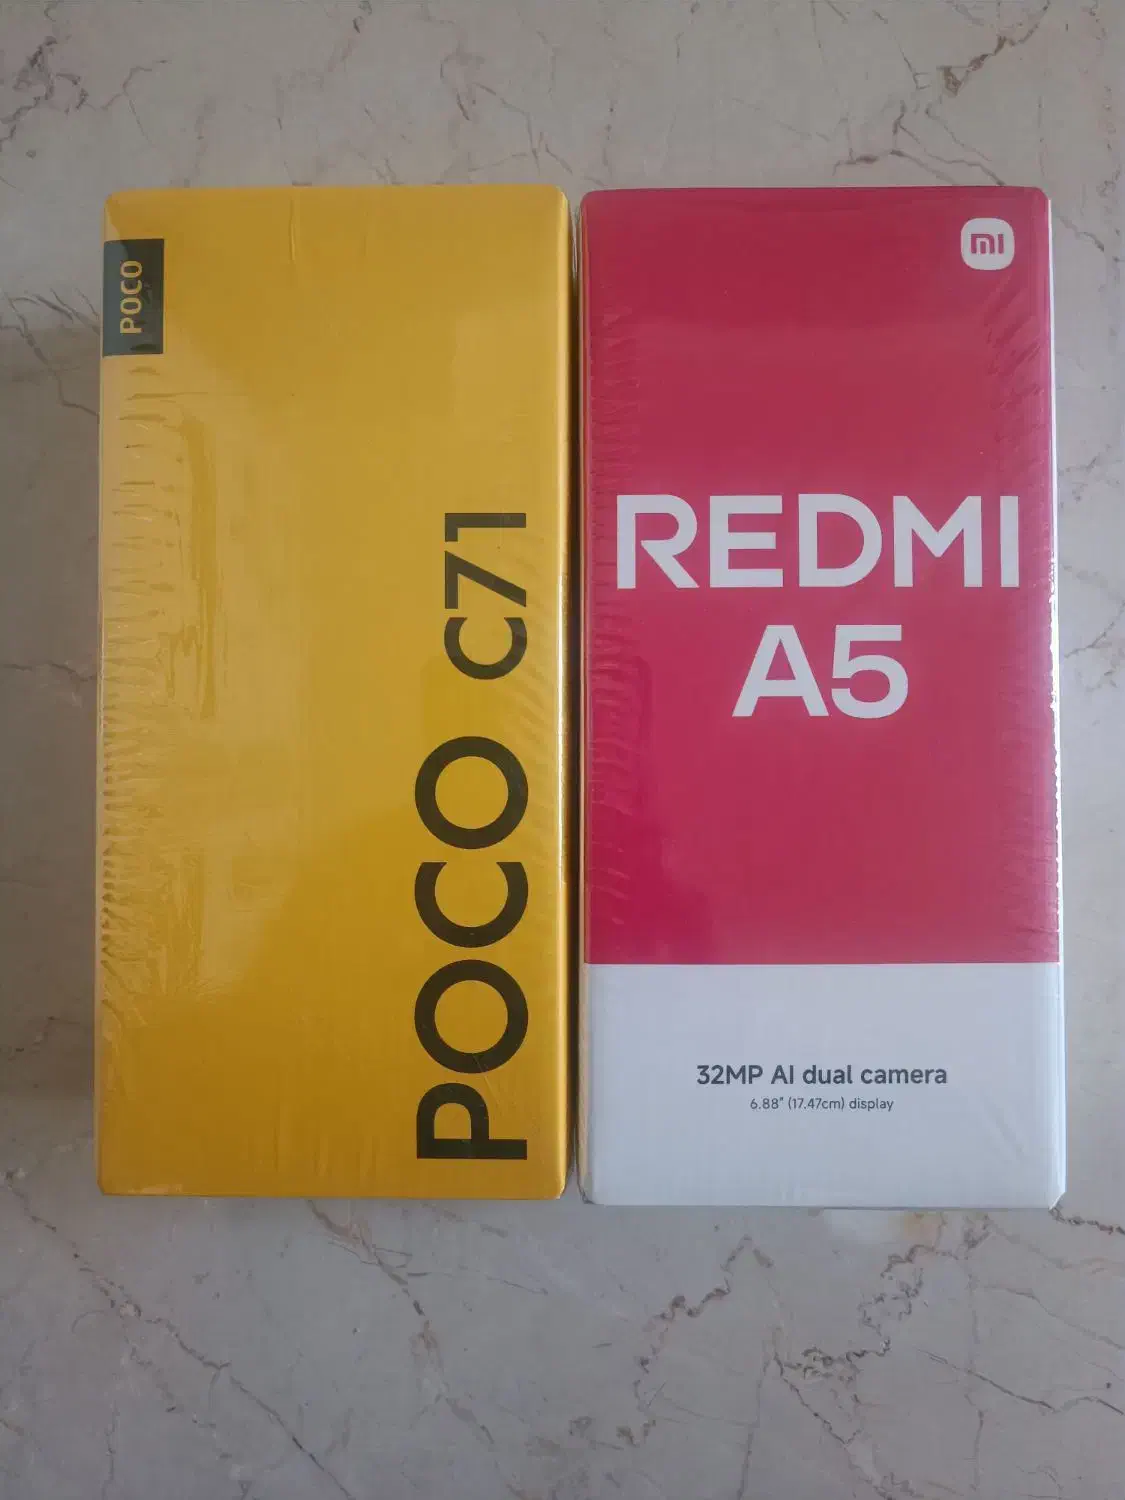 POCO
POCO C71
mi
REDMI
A5
32MP AI dual camera
6.88" (17.47cm) display